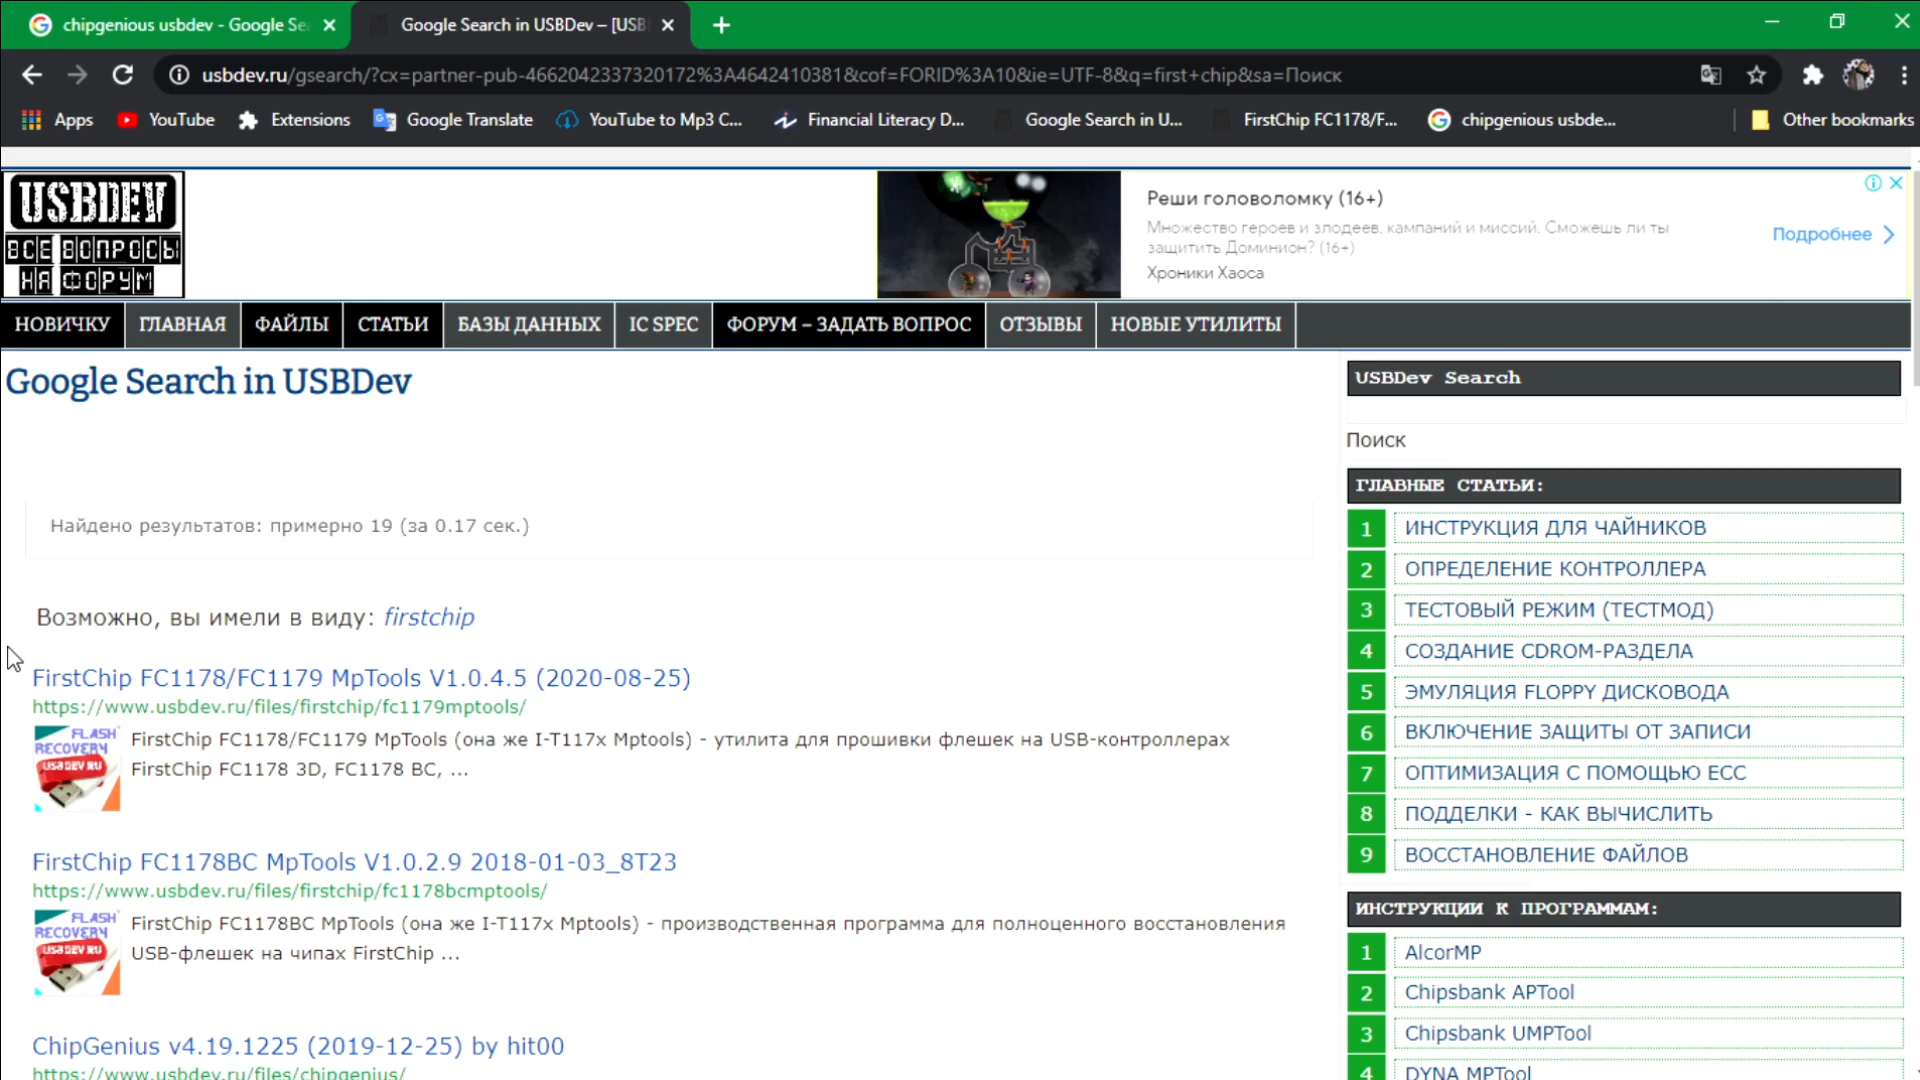 chipgenious usbdev - Google Se
Google Search in USBDev – [USB
usbdev.ru/gsearch/?cx=partner-pub-4662042337320172%3A4642410381&cof=FORID%3A10&ie=UTF-8&q=first+chip&sa=Поиск
Apps
YouTube
Extensions
Google Translate
YouTube to Mp3 C...
Financial Literacy D...
Google Search in U...
FirstChip FC1178/F...
chipgenious usbde...
Other bookmarks
USBDEV
ВСЕ ВОПРОСЫ
НА ФОРУМ
Реши головоломку (16+)
Множество героев и злодеев, кампаний и миссий. Сможешь ли ты
защитить Доминион? (16+)
Хроники Хаоса
Подробнее
НОВИЧКУ
ГЛАВНАЯ
ФАЙЛЫ
СТАТЬИ
БАЗЫ ДАННЫХ
IC SPEC
ФОРУМ – ЗАДАТЬ ВОПРОС
ОТЗЫВЫ
НОВЫЕ УТИЛИТЫ
Google Search in USBDev
Найдено результатов: примерно 19 (за 0.17 сек.)
Возможно, вы имели в виду: firstchip
FirstChip FC1178/FC1179 MpTools V1.0.4.5 (2020-08-25)
https://www.usbdev.ru/files/firstchip/fc1179mptools/
FLASH
RECOVERY
USBDEV RU
FirstChip FC1178/FC1179 MpTools (она же I-T117x Mptools) - утилита для прошивки флешек на USB-контроллерах
FirstChip FC1178 3D, FC1178 BC, ...
FirstChip FC1178BC MpTools V1.0.2.9 2018-01-03_8T23
https://www.usbdev.ru/files/firstchip/fc1178bcmptools/
FLASH
RECOVERY
USBDEV RU
FirstChip FC1178BC MpTools (она же I-T117x Mptools) - производственная программа для полноценного восстановления
USB-флешек на чипах FirstChip ...
ChipGenius v4.19.1225 (2019-12-25) by hit00
https://www.usbdev.ru/files/chipgenius/
USBDev Search
Поиск
ГЛАВНЫЕ СТАТЬИ:
1 ИНСТРУКЦИЯ ДЛЯ ЧАЙНИКОВ
2 ОПРЕДЕЛЕНИЕ КОНТРОЛЛЕРА
3 ТЕСТОВЫЙ РЕЖИМ (ТЕСТМОД)
4 СОЗДАНИЕ CDROM-РАЗДЕЛА
5 ЭМУЛЯЦИЯ FLOPPY ДИСКОВОДА
6 ВКЛЮЧЕНИЕ ЗАЩИТЫ ОТ ЗАПИСИ
7 ОПТИМИЗАЦИЯ С ПОМОЩЬЮ ECC
8 ПОДДЕЛКИ - КАК ВЫЧИСЛИТЬ
9 ВОССТАНОВЛЕНИЕ ФАЙЛОВ
ИНСТРУКЦИИ К ПРОГРАММАМ:
1 AlcorMP
2 Chipsbank APTool
3 Chipsbank UMPTool
4 DYNA MPTool